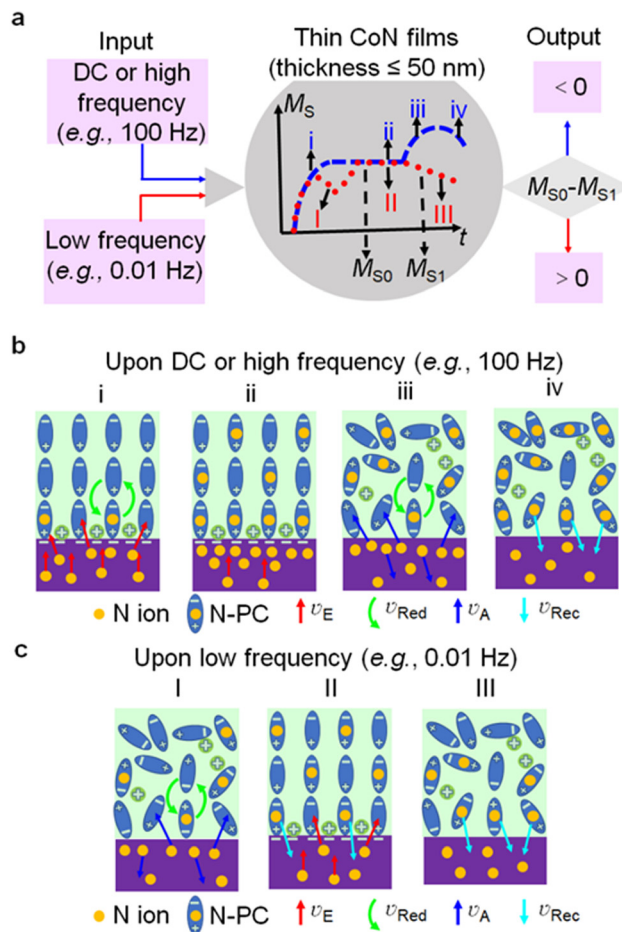 a
Input
DC or high
frequency
(e.g., 100 Hz)
Low frequency
(e.g., 0.01 Hz)
Thin CoN films
(thickness ≤ 50 nm)
MS
i
ii
iii
iv
I
II
III
t
MS0
MS1
Output
< 0
MS0-MS1
> 0
b
Upon DC or high frequency (e.g., 100 Hz)
i
ii
iii
iv
N ion
N-PC
vE
vRed
vA
vRec
c
Upon low frequency (e.g., 0.01 Hz)
I
II
III
N ion
N-PC
vE
vRed
vA
vRec